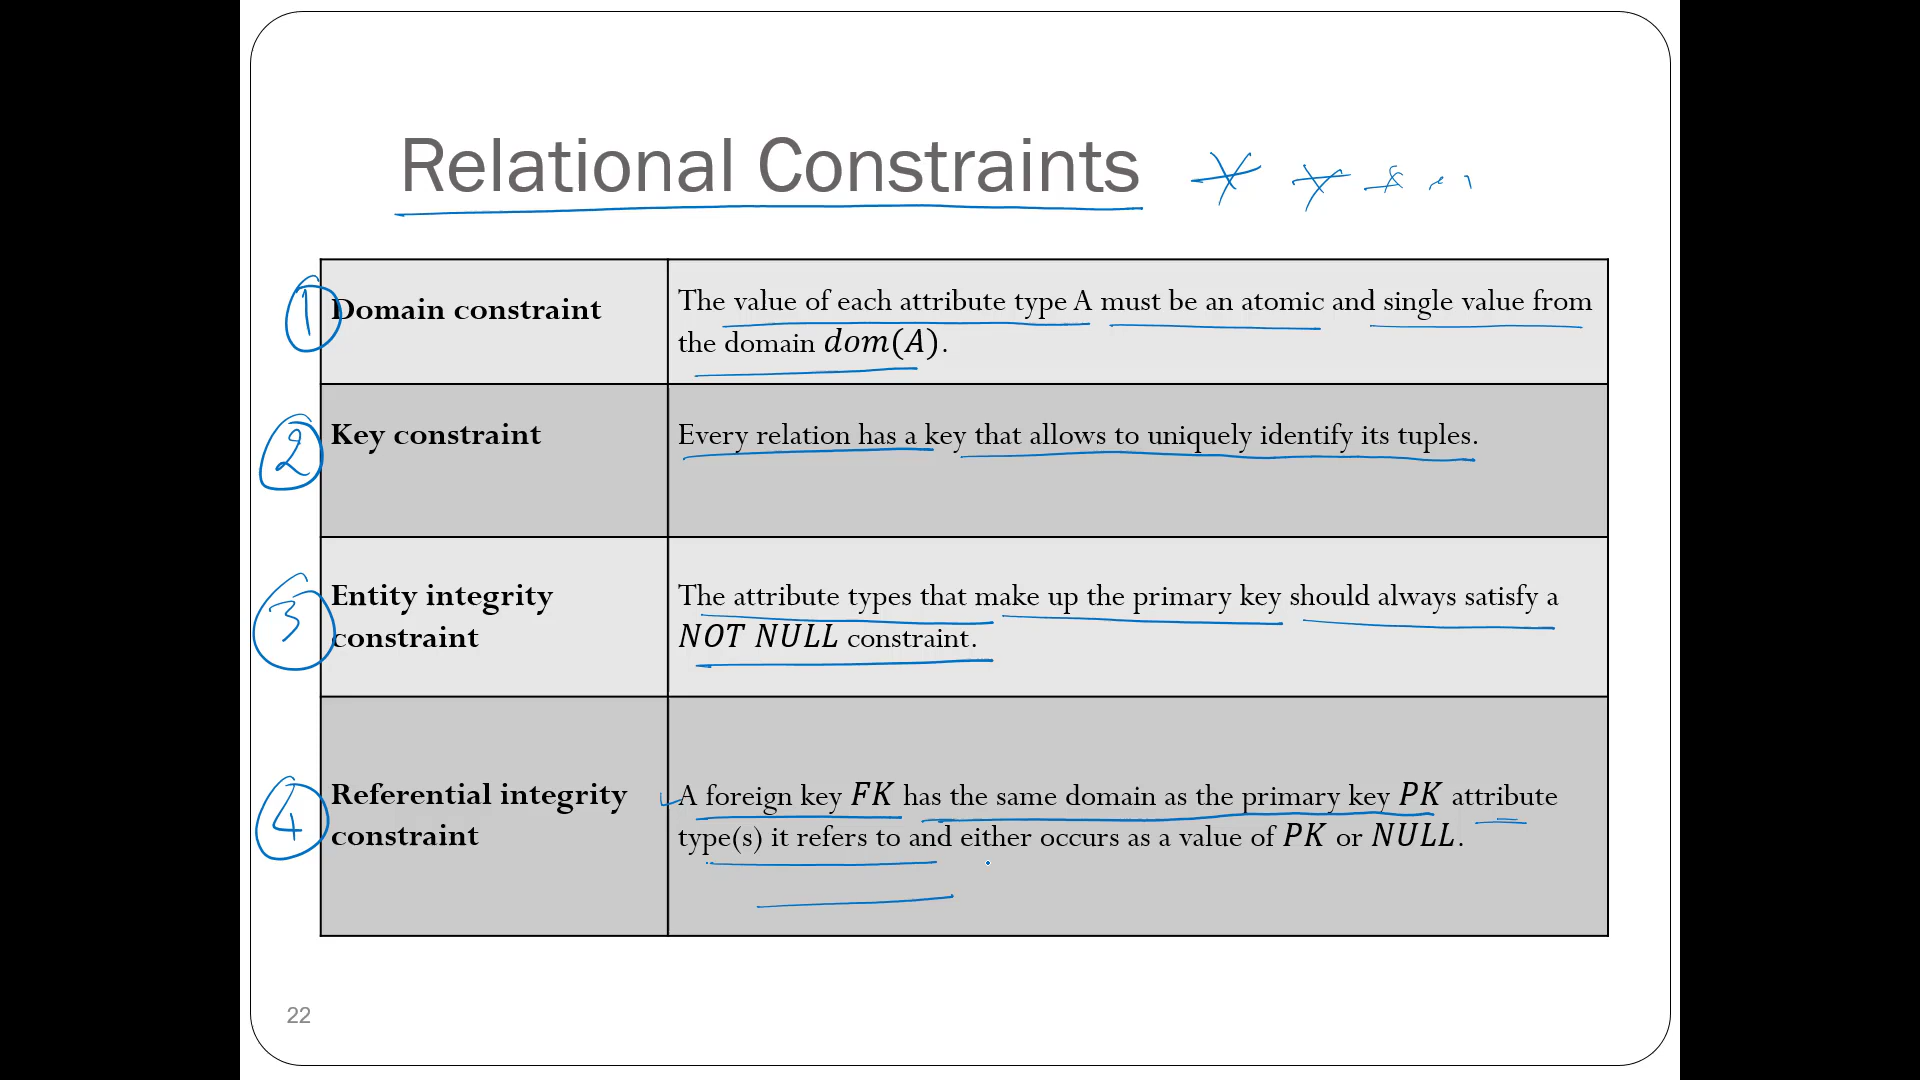 Relational Constraints
1
Domain constraint
The value of each attribute type A must be an atomic and single value from
the domain dom(A).
2
Key constraint
Every relation has a key that allows to uniquely identify its tuples.
3
Entity integrity
constraint
The attribute types that make up the primary key should always satisfy a
NOT NULL constraint.
4
Referential integrity
constraint
A foreign key FK has the same domain as the primary key PK attribute
type(s) it refers to and either occurs as a value of PK or NULL.
22